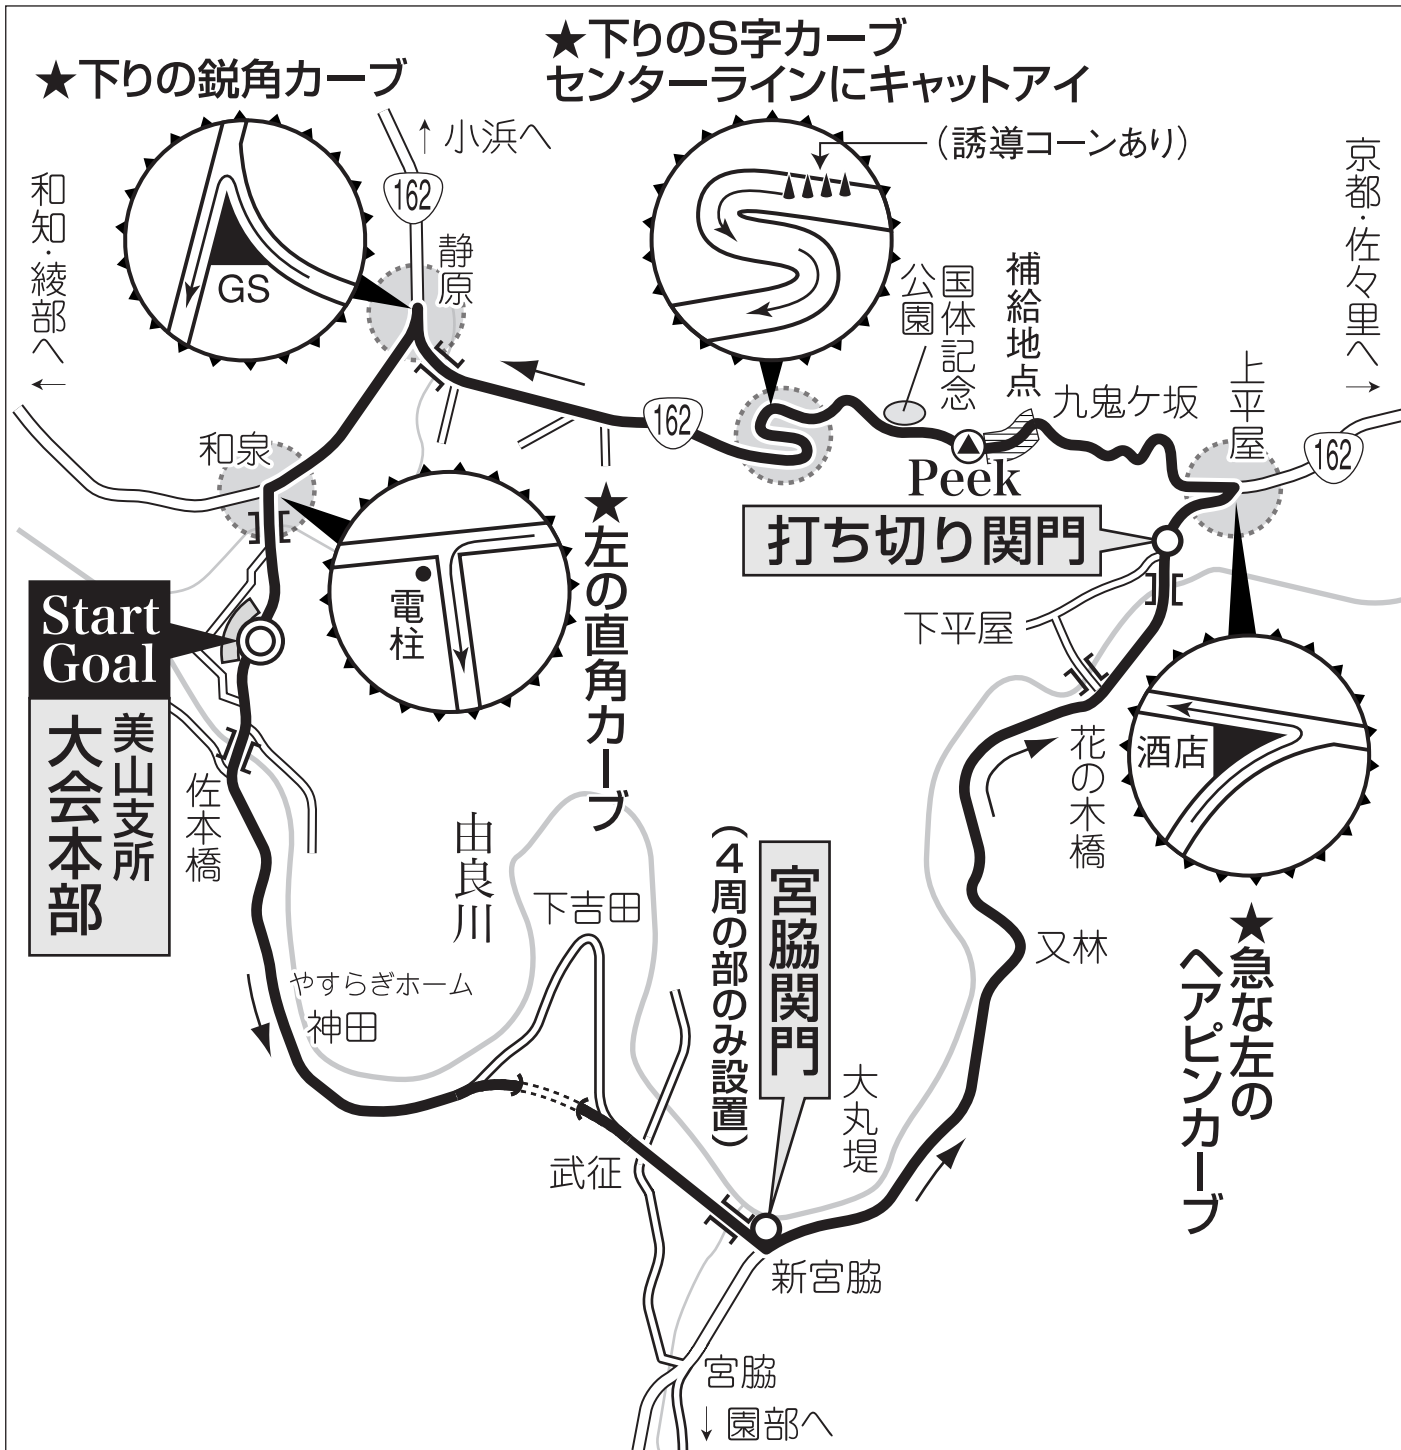 ★下りの鋭角カーブ
★下りのS字カーブ
センターラインにキャットアイ
(誘導コーンあり)
↑小浜へ
162
和知・綾部へ
←
京都・佐々里へ
→
GS
静原
国体記念
公園
補給地点
九鬼ケ坂
上平屋
162
162
Peek
和泉
打ち切り関門
★左の直角カーブ
電柱
下平屋
Start
Goal
美山支所
大会本部
佐本橋
花の木橋
酒店
★急な左の
ヘアピンカーブ
由良川
下吉田
(4周の部のみ設置)
宮脇関門
又林
やすらぎホーム
神田
大丸堤
武征
新宮脇
宮脇
↓園部へ